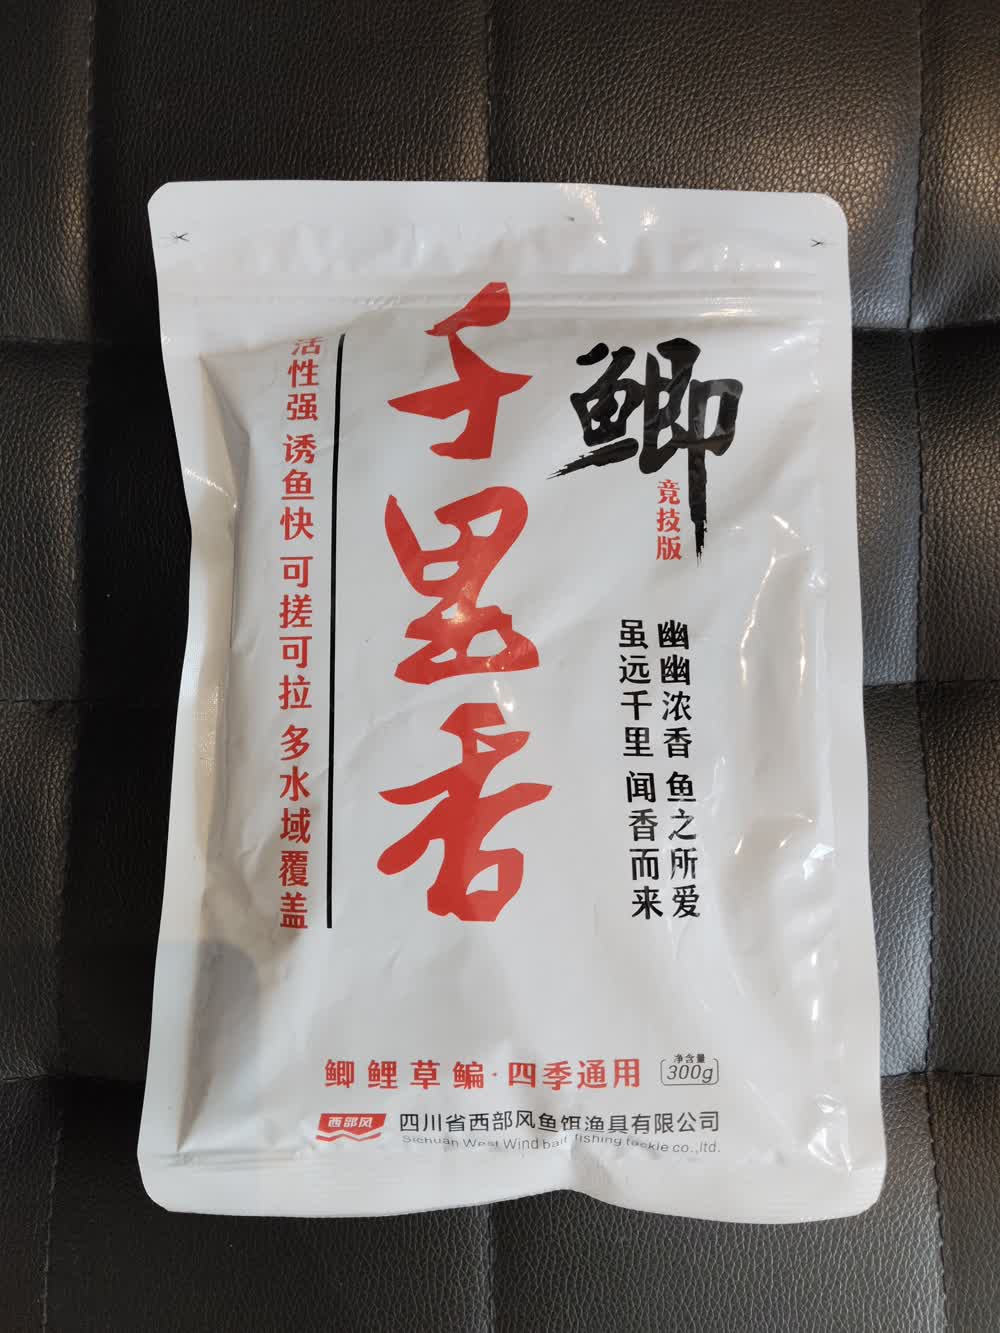 鲫
竞技版
千里香
幽幽浓香 鱼之所爱
虽远千里 闻香而来
活性强 诱鱼快 可搓可拉 多水域覆盖
鲫鲤草鳊·四季通用
净含量
300g
西部风
四川省西部风鱼饵渔具有限公司
Sichuan West Wind bait fishing tackle co.,ltd.